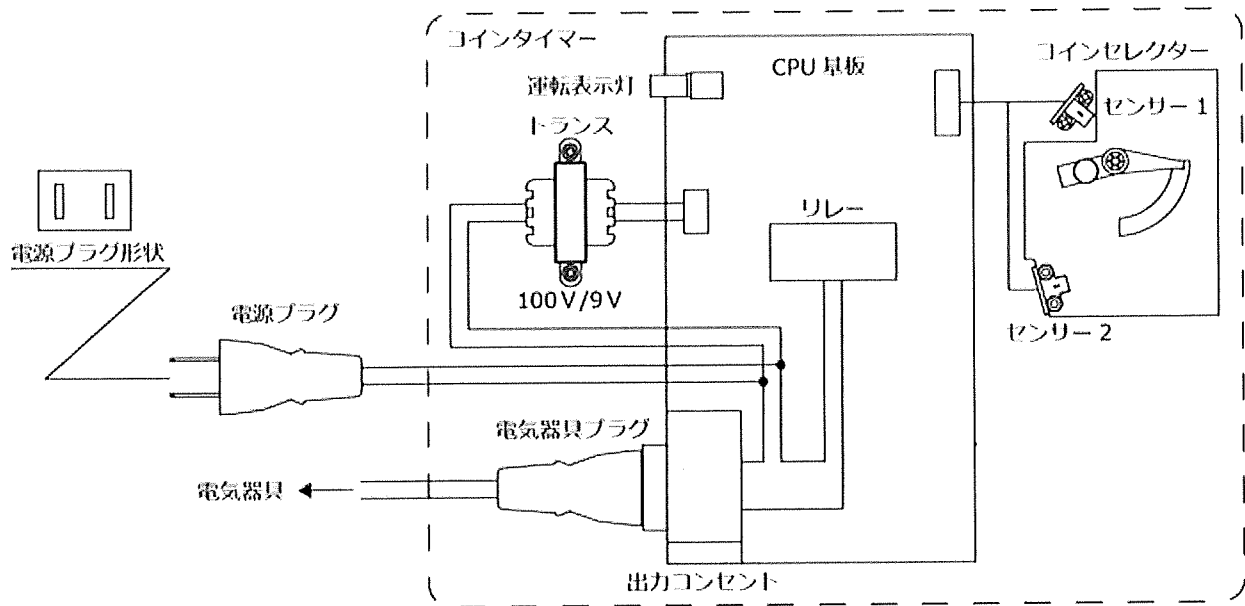 コインタイマー
CPU 基板
コインセレクター
運転表示灯
センサー 1
トランス
リレー
電源プラグ形状
100V/9V
電源プラグ
センサー 2
電気器具プラグ
電気器具
出力コンセント